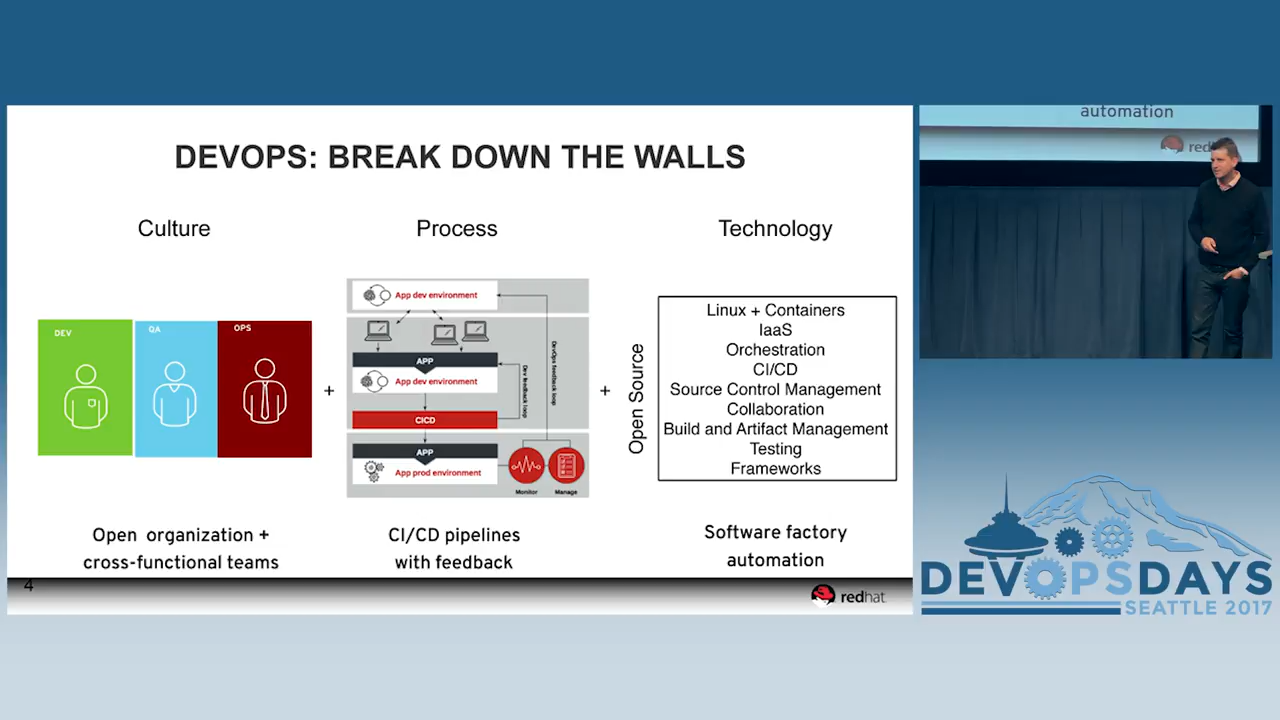 DEVOPS: BREAK DOWN THE WALLS
Culture
Process
Technology
DEV
QA
OPS
+
App dev environment
APP
App dev environment
CICD
APP
App prod environment
Dev feedback loop
DevOps feedback loop
Monitor
Manage
+
Open Source
Linux + Containers
IaaS
Orchestration
CI/CD
Source Control Management
Collaboration
Build and Artifact Management
Testing
Frameworks
Open organization +
cross-functional teams
CI/CD pipelines
with feedback
Software factory
automation
4
redhat
automation
red
DEVOPSDAYS
SEATTLE 2017